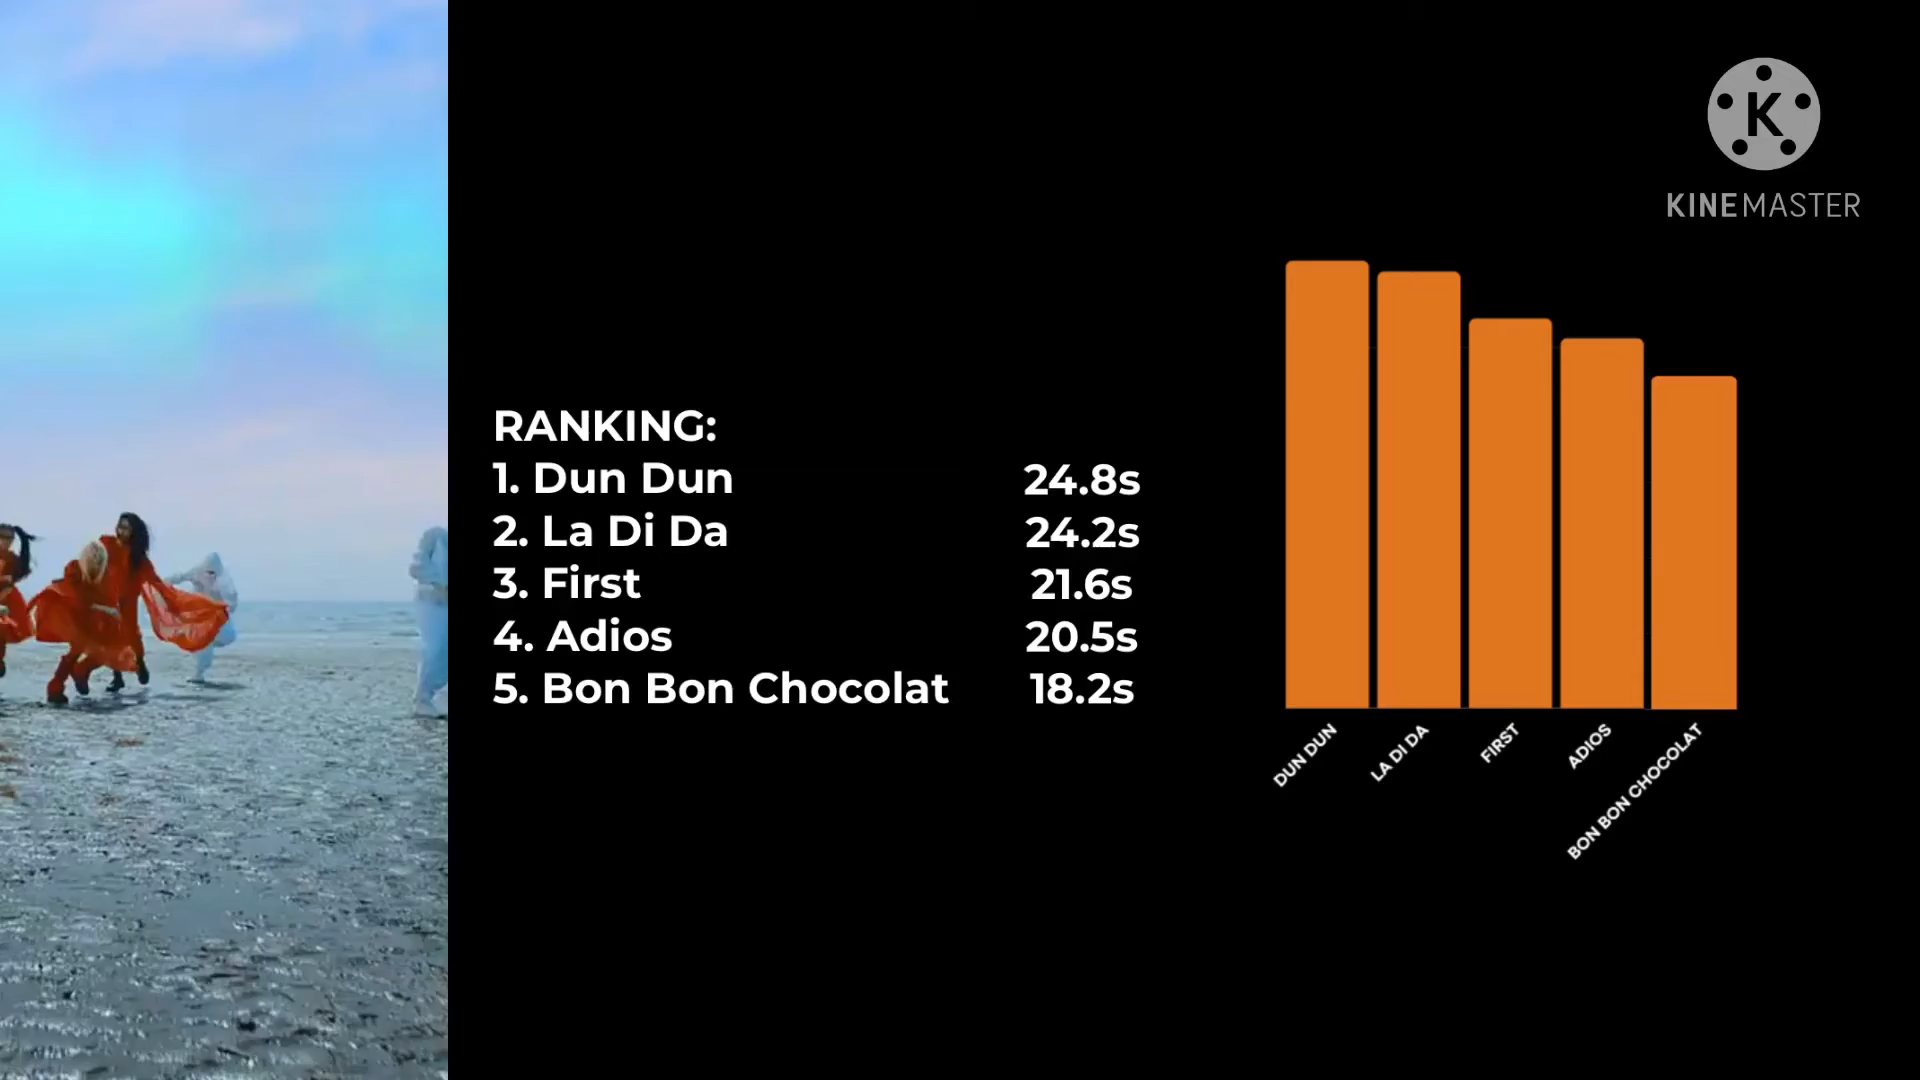 K
KINEMASTER
RANKING:
1. Dun Dun 24.8s
2. La Di Da 24.2s
3. First 21.6s
4. Adios 20.5s
5. Bon Bon Chocolat 18.2s
DUN DUN
LA DI DA
FIRST
ADIOS
BON BON CHOCOLAT